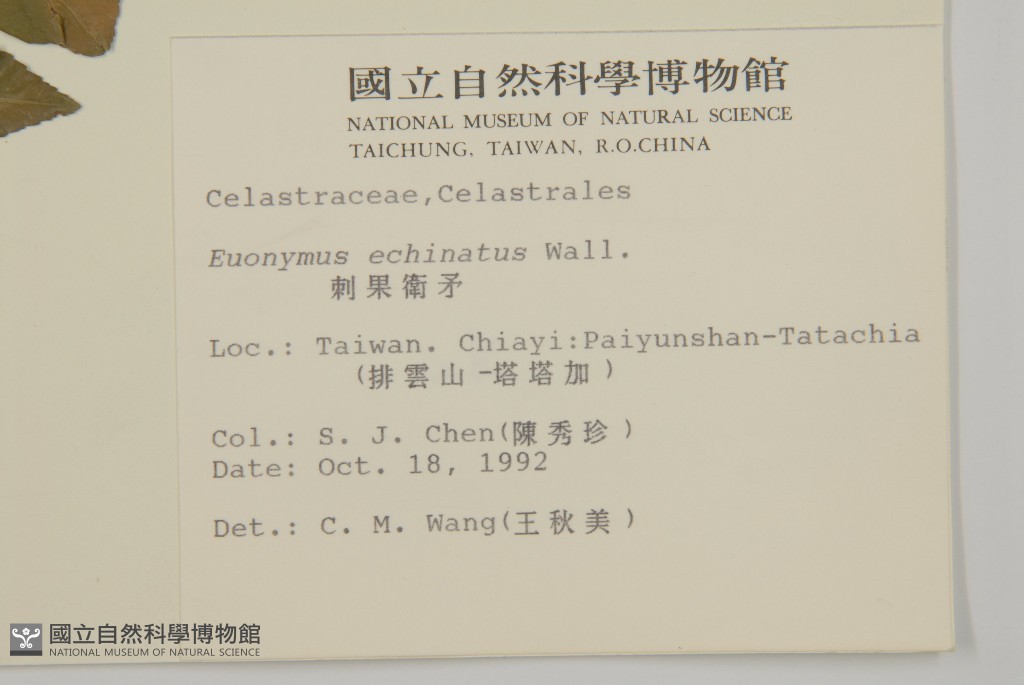 國立自然科學博物館
NATIONAL MUSEUM OF NATURAL SCIENCE
TAICHUNG, TAIWAN, R.O.CHINA
Celastraceae,Celastrales
Euonymus echinatus Wall.
刺果衛矛
Loc.: Taiwan. Chiayi:Paiyunshan-Tatachia
(排雲山-塔塔加)
Col.: S. J. Chen(陳秀珍)
Date: Oct. 18, 1992
Det.: C. M. Wang(王秋美)
國立自然科學博物館
NATIONAL MUSEUM OF NATURAL SCIENCE